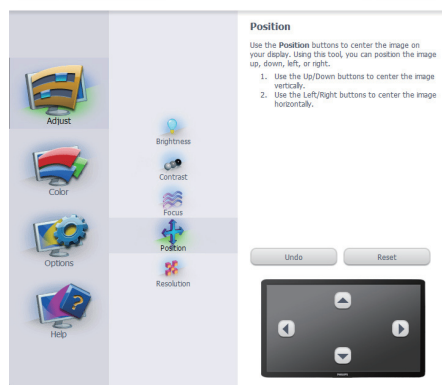 Adjust
Color
Options
Help
Brightness
Contrast
Focus
Position
Resolution
Position
Use the Position buttons to center the image on
your display. Using this tool, you can position the image
up, down, left, or right.
1. Use the Up/Down buttons to center the image
vertically.
2. Use the Left/Right buttons to center the image
horizontally.
Undo
Reset
PHILIPS